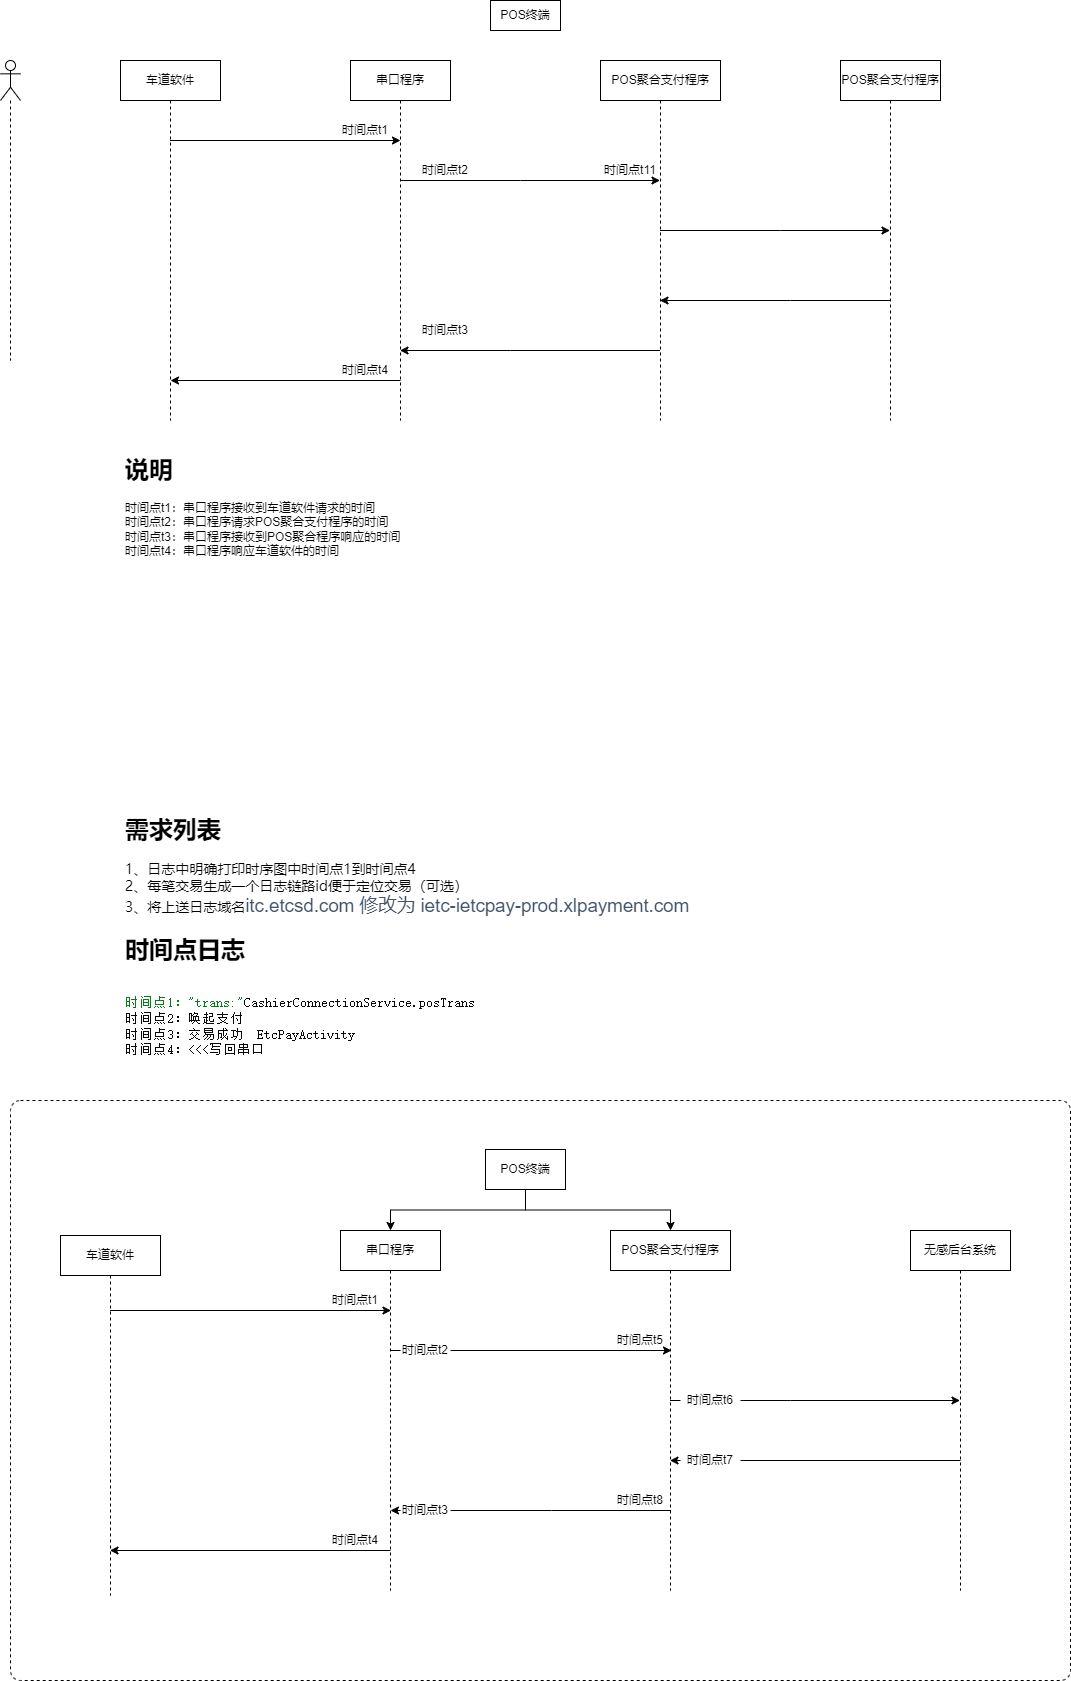 POS终端
车道软件
串口程序
POS聚合支付程序
POS聚合支付程序
时间点t1
时间点t2
时间点t11
时间点t3
时间点t4
说明
时间点t1：串口程序接收到车道软件请求的时间
时间点t2：串口程序请求POS聚合支付程序的时间
时间点t3：串口程序接收到POS聚合程序响应的时间
时间点t4：串口程序响应车道软件的时间
需求列表
1、日志中明确打印时序图中时间点1到时间点4
2、每笔交易生成一个日志链路id便于定位交易（可选）
3、将上送日志域名itc.etcsd.com 修改为 ietc-ietcpay-prod.xlpayment.com
时间点日志
时间点1："trans:"CashierConnectionService.posTrans
时间点2：唤起支付
时间点3：交易成功  EtcPayActivity
时间点4：<<<写回串口
POS终端
车道软件
串口程序
POS聚合支付程序
无感后台系统
时间点t1
时间点t2
时间点t5
时间点t6
时间点t7
时间点t3
时间点t8
时间点t4